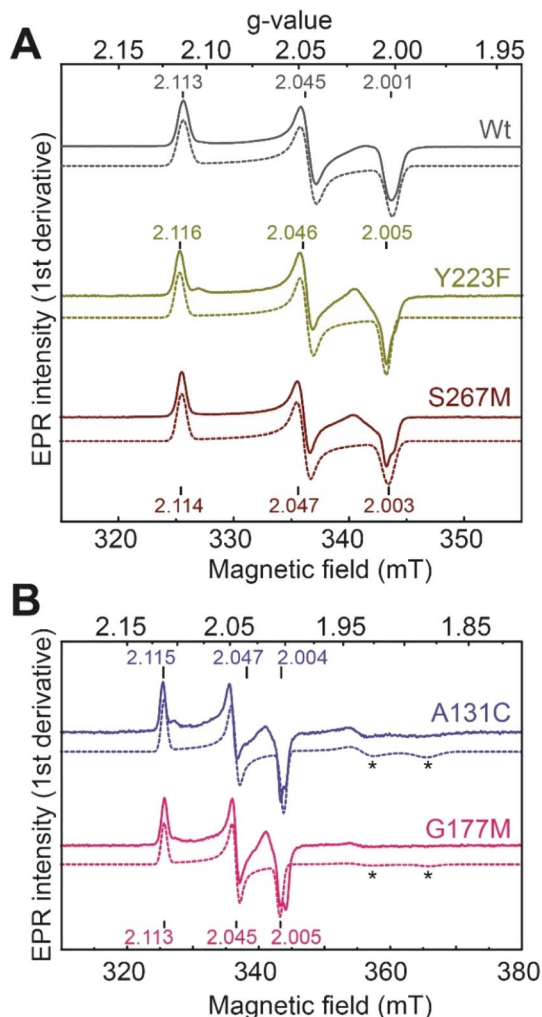 g-value
A
2.15 2.10 2.05 2.00 1.95
2.113 2.045 2.001
Wt
2.116 2.046 2.005
Y223F
S267M
2.114 2.047 2.003
EPR intensity (1st derivative)
320 330 340 350
Magnetic field (mT)
B
2.15 2.05 1.95 1.85
2.115 2.047 2.004
A131C
* *
G177M
* *
2.113 2.045 2.005
EPR intensity (1st derivative)
320 340 360 380
Magnetic field (mT)